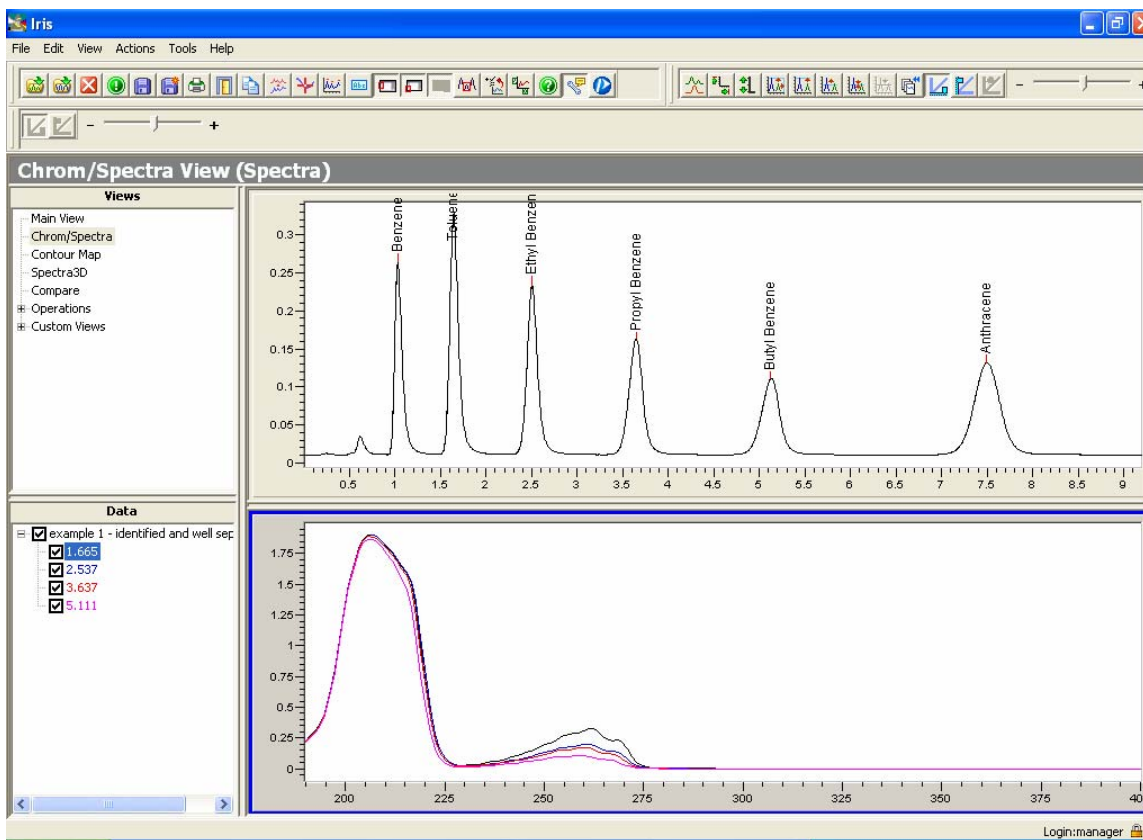 Iris
File Edit View Actions Tools Help
- +
- +
Chrom/Spectra View (Spectra)
Views
Main View
Chrom/Spectra
Contour Map
Spectra3D
Compare
Operations
Custom Views
Benzene
Toluene
Ethyl Benzen
Propyl Benzene
Butyl Benzene
Anthracene
0.3
0.25
0.2
0.15
0.1
0.05
0
0.5 1 1.5 2 2.5 3 3.5 4 4.5 5 5.5 6 6.5 7 7.5 8 8.5 9
Data
example 1 - identified and well sep
1.665
2.537
3.637
5.111
1.75
1.5
1.25
1
0.75
0.5
0.25
0
200 225 250 275 300 325 350 375 40
Login:manager